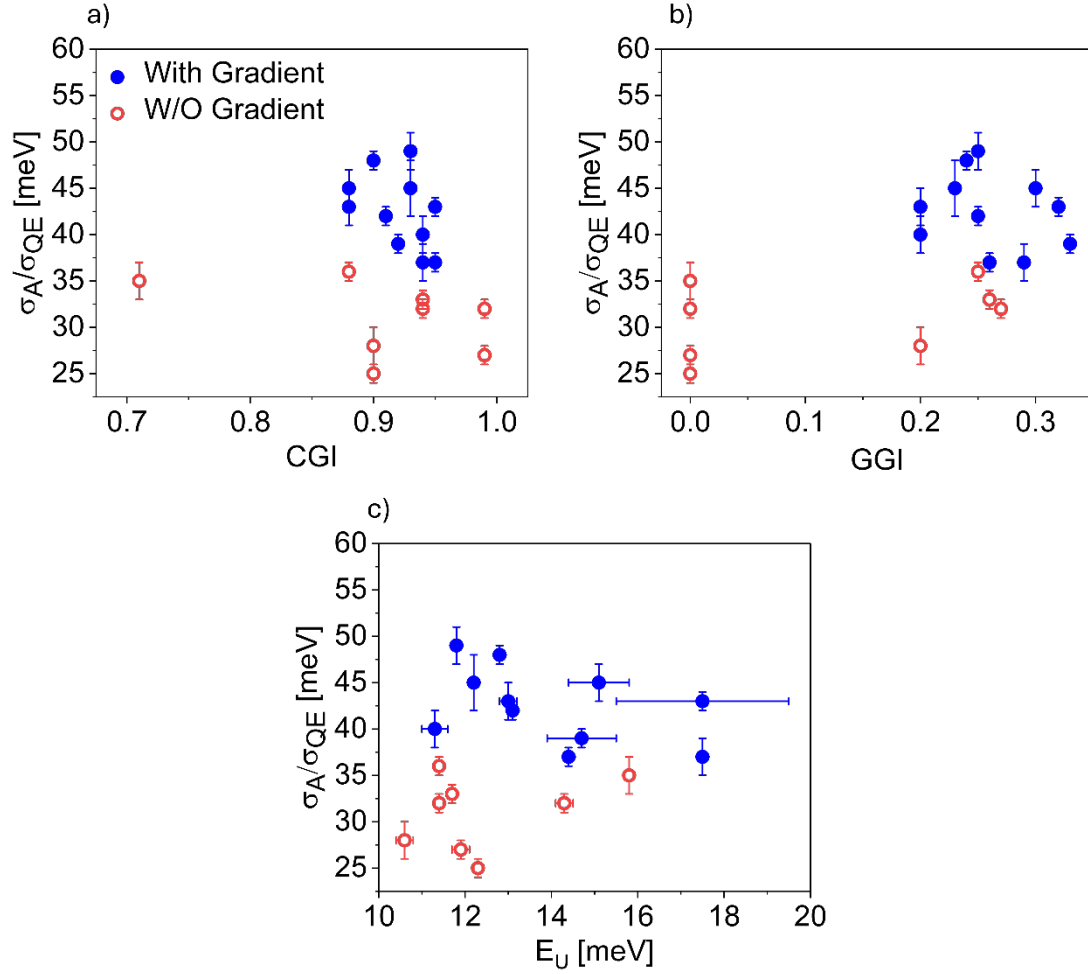 a)
60
55
50
45
40
35
30
25
σA/σQE [meV]
With Gradient
W/O Gradient
0.7 0.8 0.9 1.0
CGI
b)
60
55
50
45
40
35
30
25
σA/σQE [meV]
0.0 0.1 0.2 0.3
GGI
c)
60
55
50
45
40
35
30
25
σA/σQE [meV]
10 12 14 16 18 20
EU [meV]